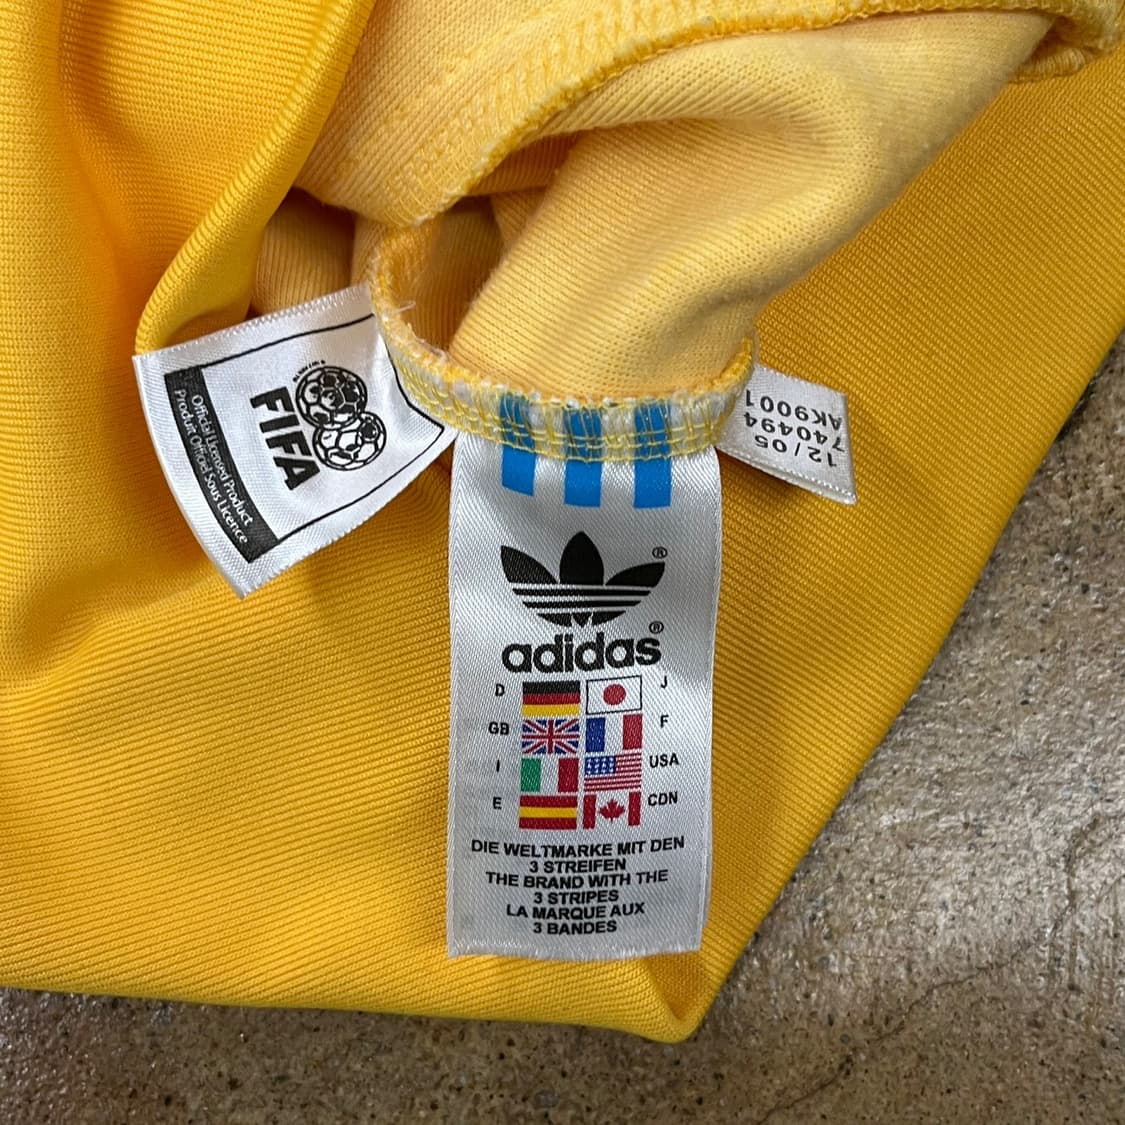 FIFA
Official Licensed Product
Produit Officiel Sous Licence
12/05
740494
AK9001
®
adidas®
D J
GB F
I USA
E CDN
DIE WELTMARKE MIT DEN
3 STREIFEN
THE BRAND WITH THE
3 STRIPES
LA MARQUE AUX
3 BANDES